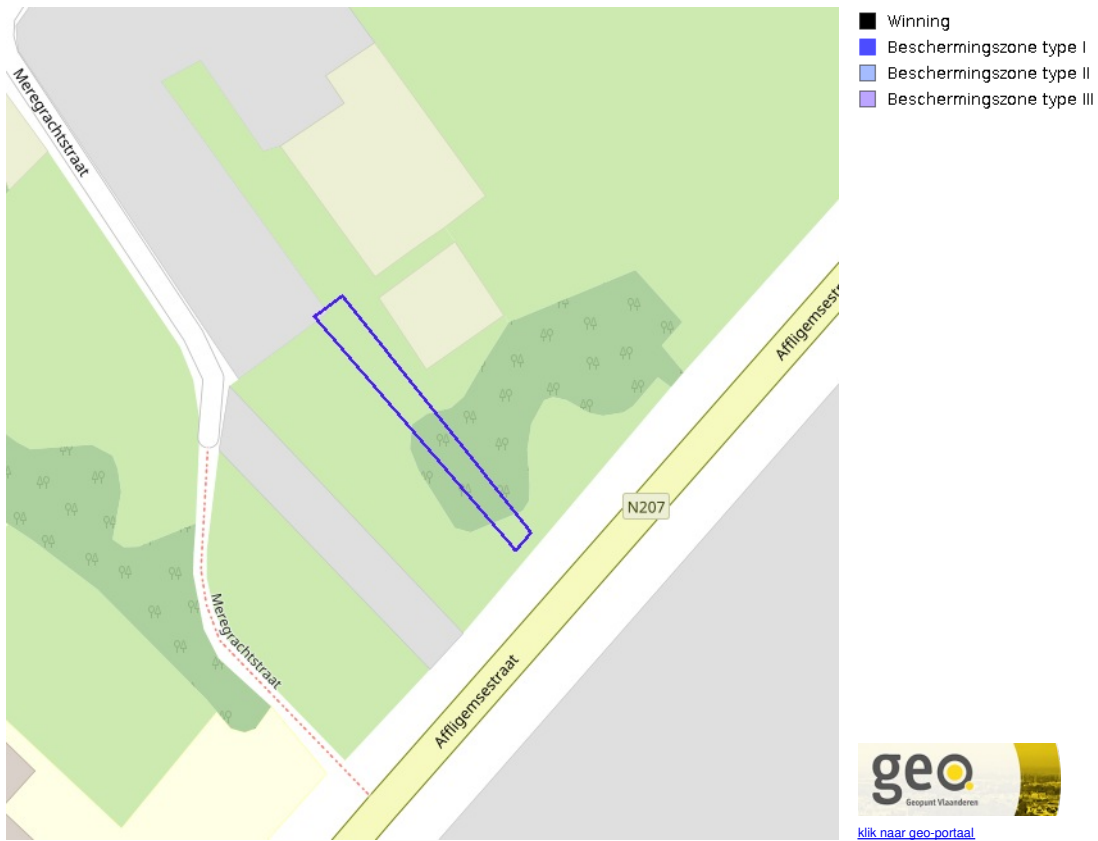 Winning
Beschermingszone type I
Beschermingszone type II
Beschermingszone type III
Meregrachtstraat
Affligemsestr
N207
Meregrachtstraat
Affligemsestraat
geo.
Geopunt Vlaanderen
klik naar geo-portaal